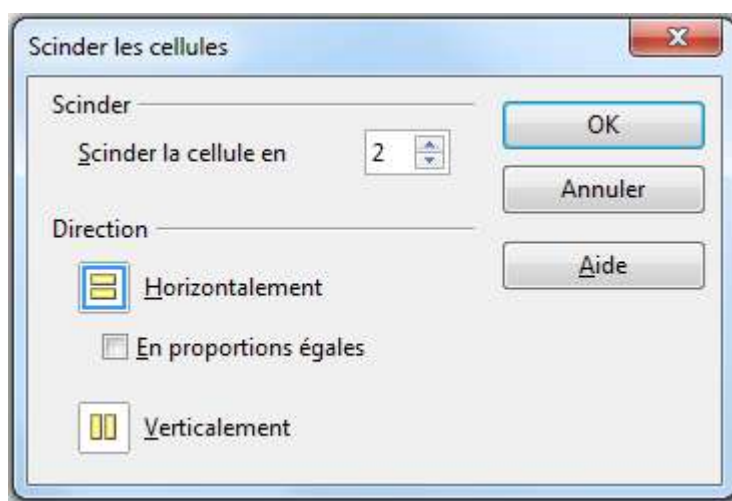 Scinder les cellules
Scinder
Scinder la cellule en 2
OK
Annuler
Direction
Aide
Horizontalement
En proportions égales
Verticalement